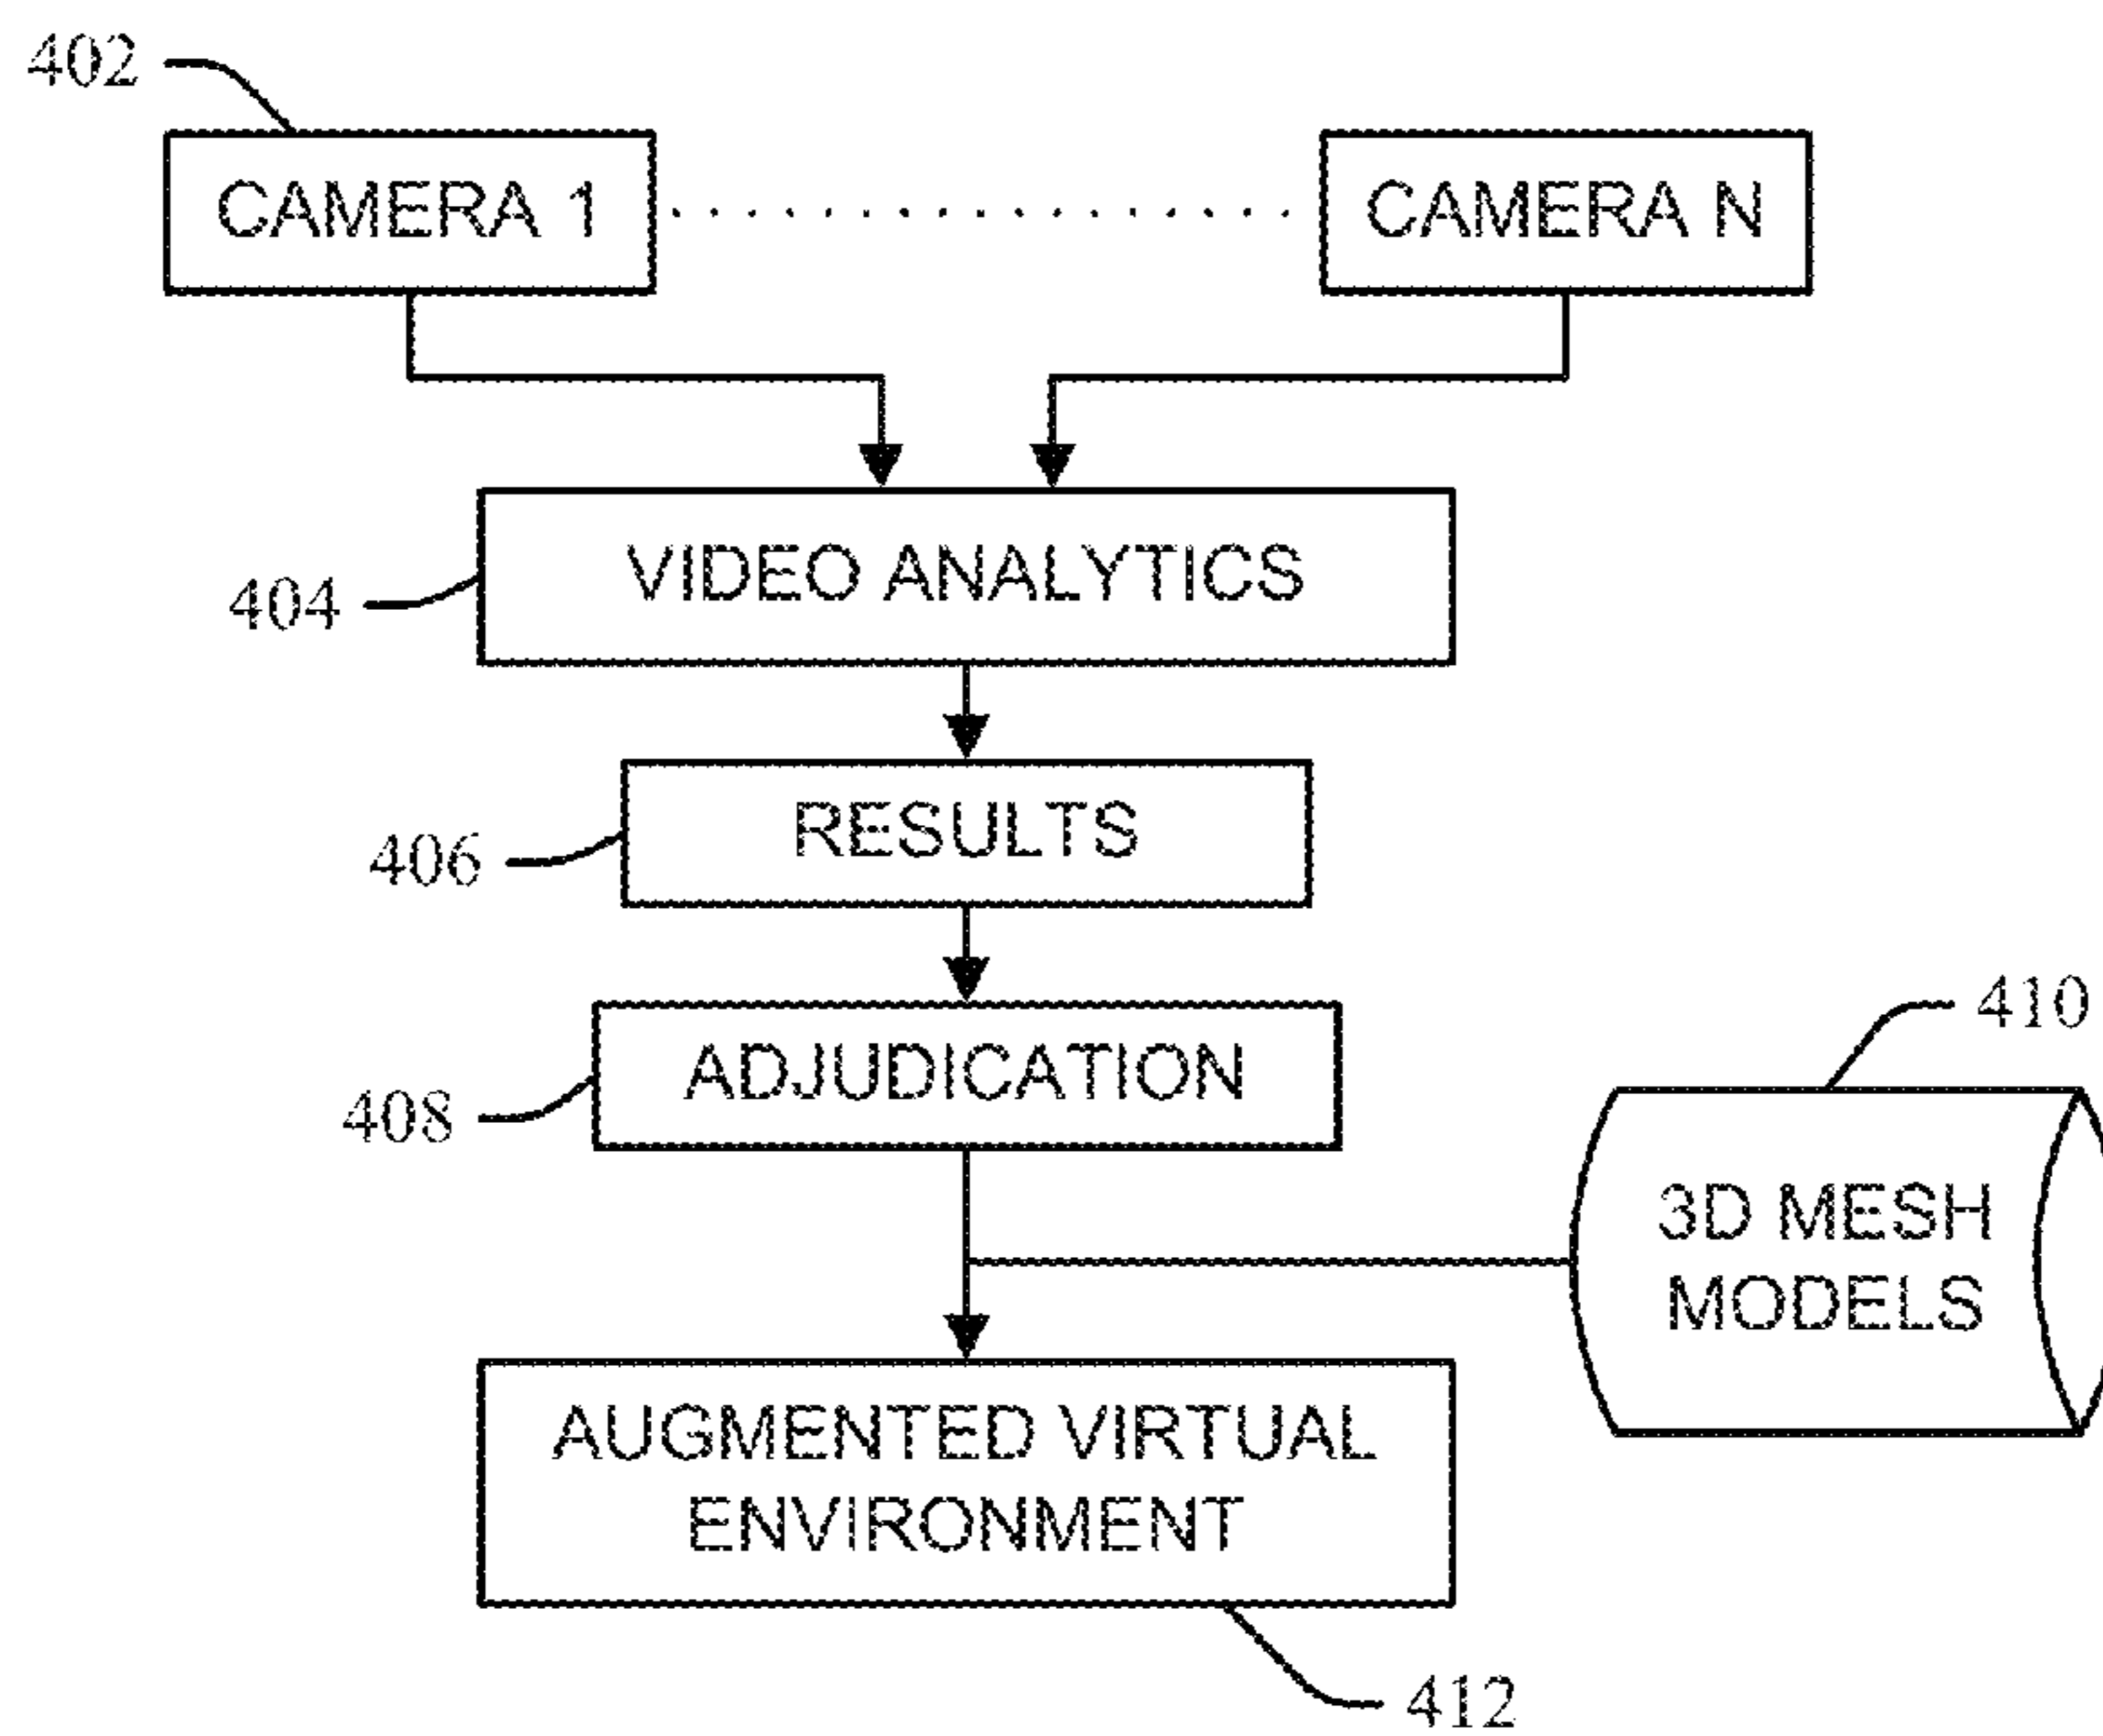 402
CAMERA 1
CAMERA N
VIDEO ANALYTICS
404
RESULTS
406
ADJUDICATION
408
410
3D MESH
MODELS
AUGMENTED VIRTUAL
ENVIRONMENT
412